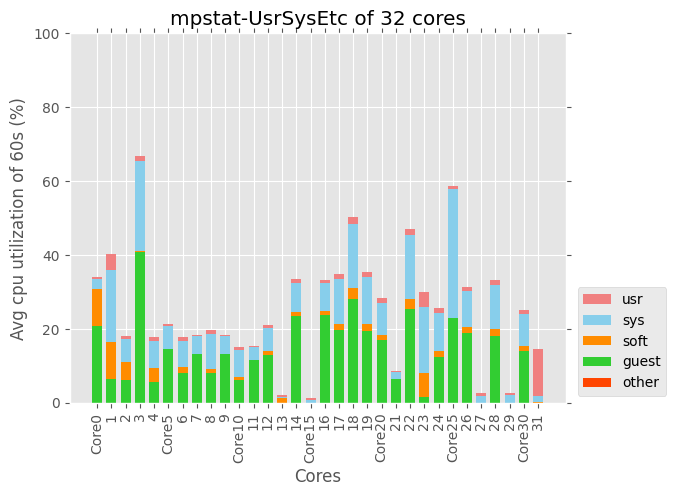 mpstat-UsrSysEtc of 32 cores
Avg cpu utilization of 60s (%)
100
80
60
40
20
0
Core0
1
2
3
4
Core5
6
7
8
9
Core10
11
12
13
14
Core15
16
17
18
19
Core20
21
22
23
24
Core25
26
27
28
29
Core30
31
Cores
usr
sys
soft
guest
other